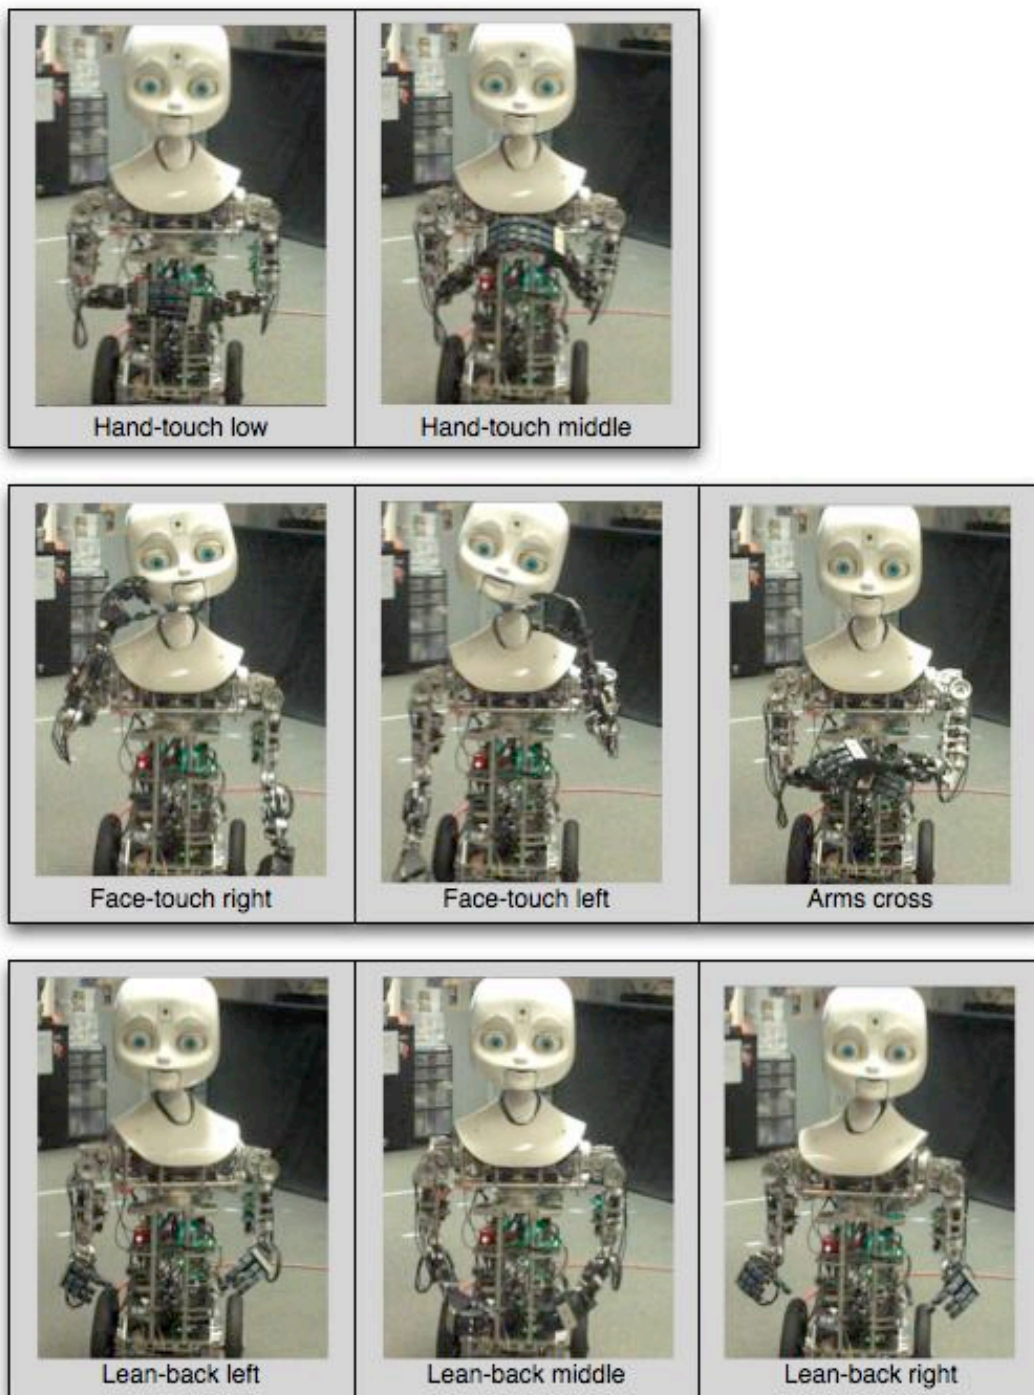 Hand-touch low
Hand-touch middle
Face-touch right
Face-touch left
Arms cross
Lean-back left
Lean-back middle
Lean-back right